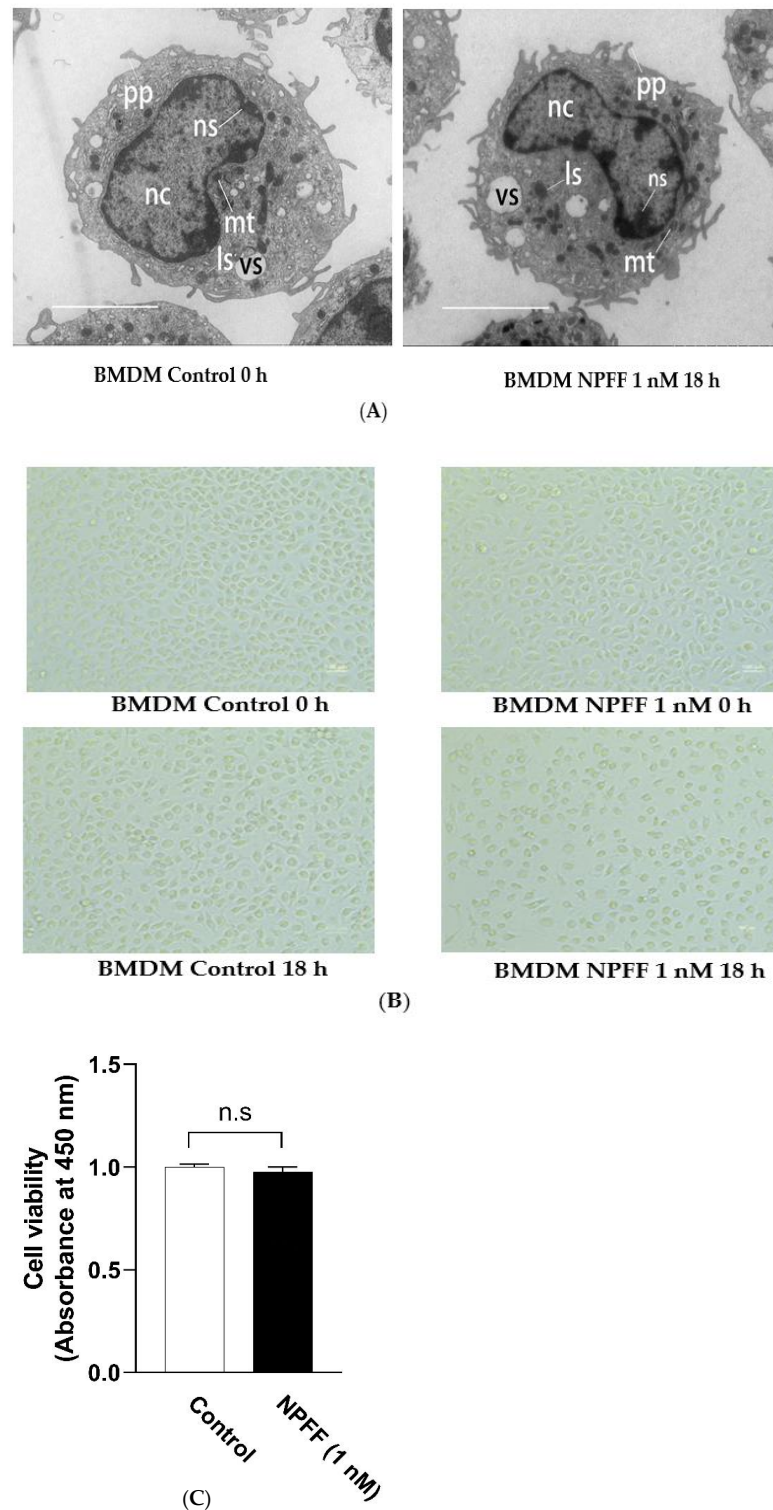 pp
ns
nc
mt
ls
vs
nc
pp
ls
vs
ns
mt
BMDM Control 0 h
BMDM NPFF 1 nM 18 h
(A)
BMDM Control 0 h
BMDM NPFF 1 nM 0 h
BMDM Control 18 h
BMDM NPFF 1 nM 18 h
(B)
1.5
1.0
0.5
0.0
Cell viability
(Absorbance at 450 nm)
n.s
Control
NPFF (1 nM)
(C)